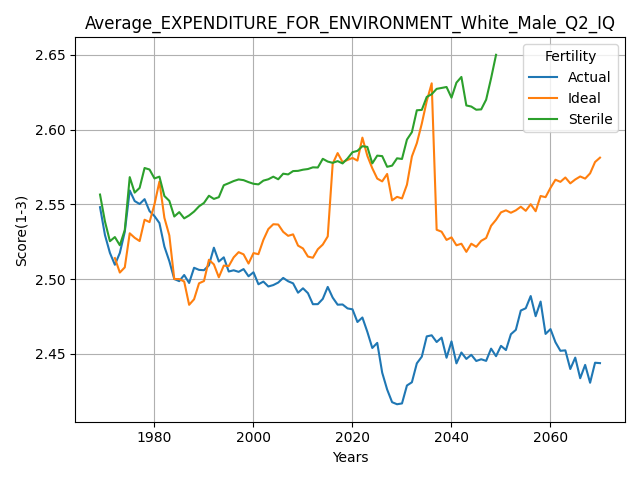 Average_EXPENDITURE_FOR_ENVIRONMENT_White_Male_Q2_IQ
Fertility
Actual
Ideal
Sterile
Score(1-3)
2.65
2.60
2.55
2.50
2.45
1980
2000
2020
2040
2060
Years